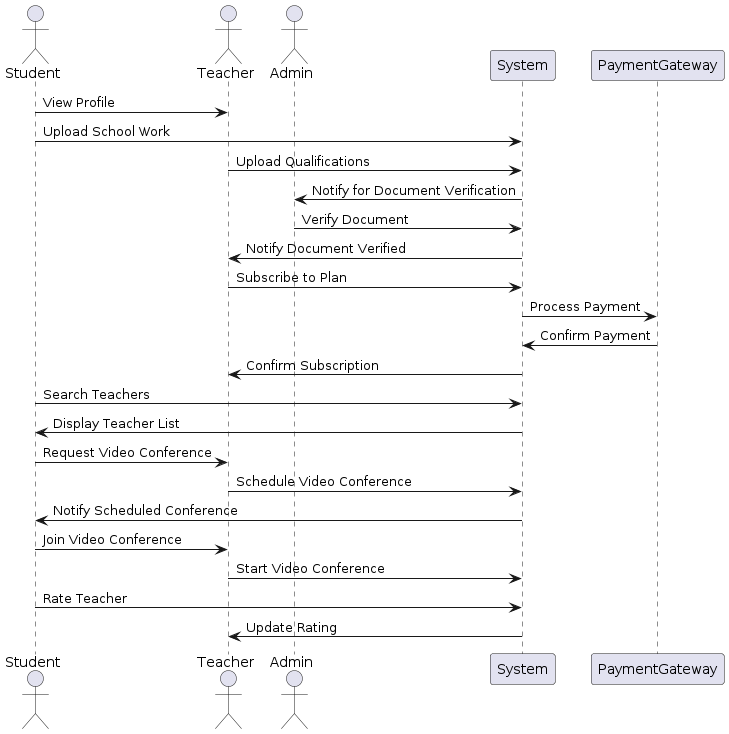 Student Teacher Admin System PaymentGateway
View Profile
Upload School Work
Upload Qualifications
Notify for Document Verification
Verify Document
Notify Document Verified
Subscribe to Plan
Process Payment
Confirm Payment
Confirm Subscription
Search Teachers
Display Teacher List
Request Video Conference
Schedule Video Conference
Notify Scheduled Conference
Join Video Conference
Start Video Conference
Rate Teacher
Update Rating
Student Teacher Admin System PaymentGateway